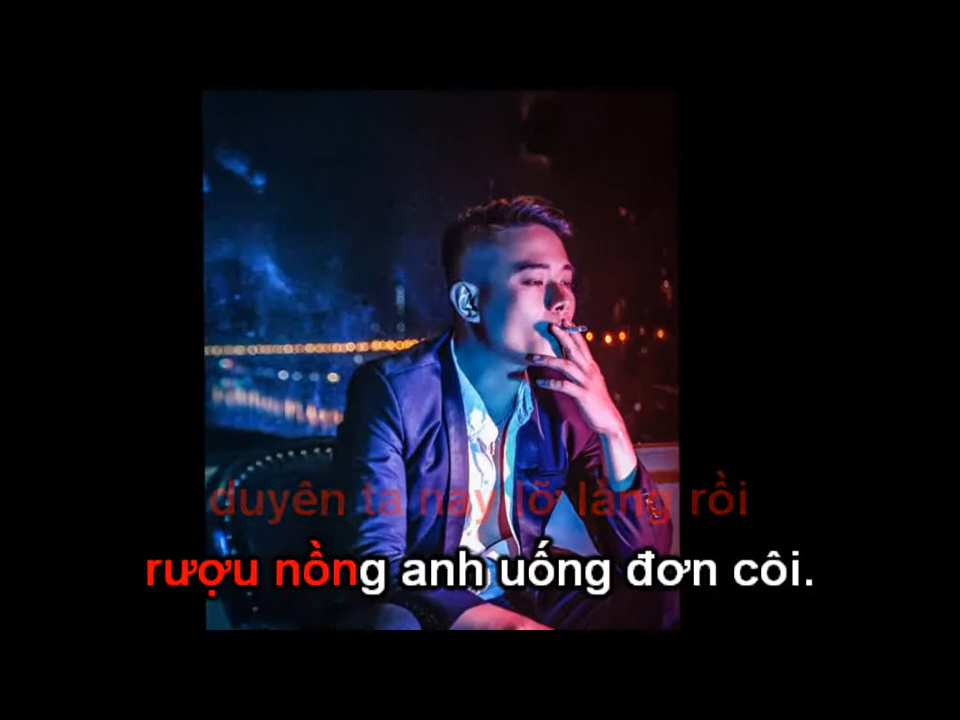 duyên ta nay lỡ làng rồi
rượu nồng anh uống đơn côi.